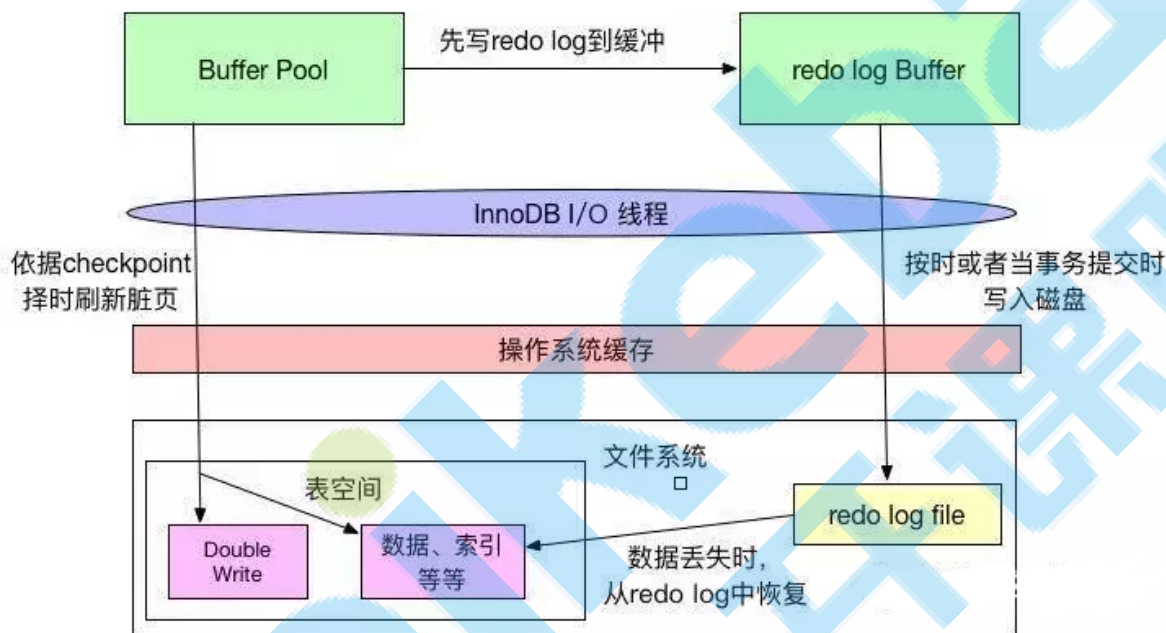 Buffer Pool
先写redo log到缓冲
redo log Buffer
InnoDB I/O 线程
依据checkpoint
择时刷新脏页
按时或者当事务提交时
写入磁盘
操作系统缓存
文件系统
表空间
Double
Write
数据、索引
等等
redo log file
数据丢失时，
从redo log中恢复